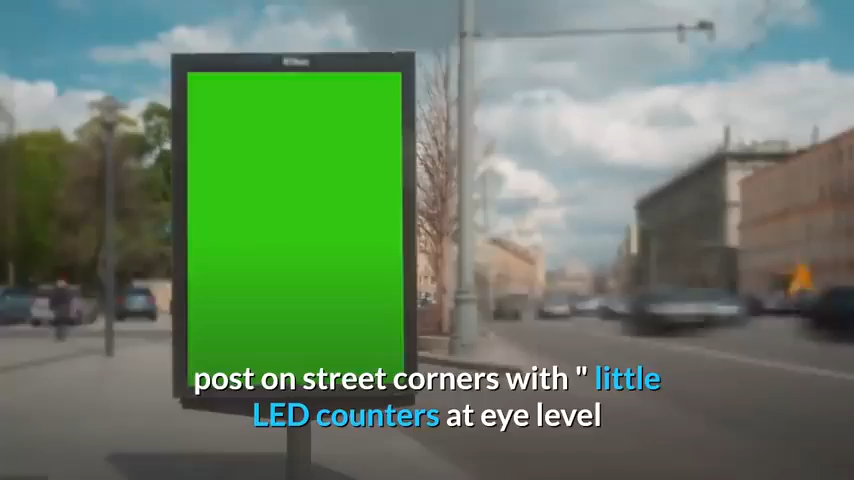 post on street corners with " little
LED counters at eye level